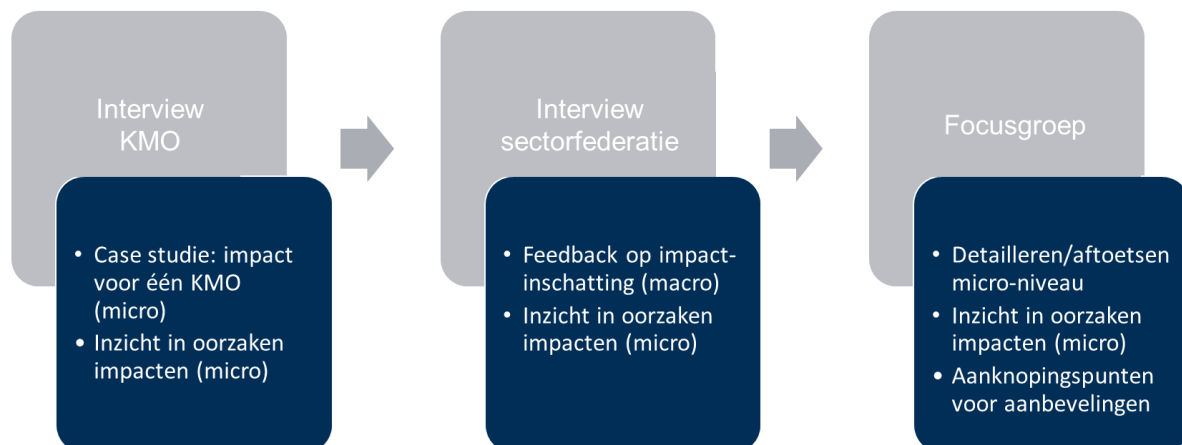 Interview
KMO
• Case studie: impact
voor één KMO
(micro)
• Inzicht in oorzaken
impacten (micro)
Interview
sectorfederatie
• Feedback op impact-
inschatting (macro)
• Inzicht in oorzaken
impacten (micro)
Focusgroep
• Detailleren/aftoetsen
micro-niveau
• Inzicht in oorzaken
impacten (micro)
• Aanknopingspunten
voor aanbevelingen